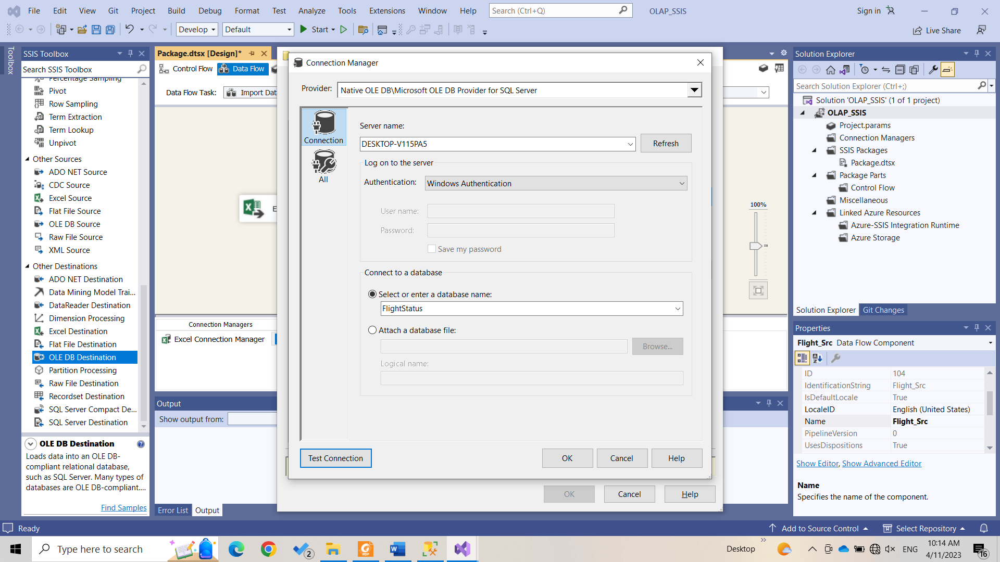 File Edit View Git Project Build Debug Format Test Analyze Tools Extensions Window Help Search (Ctrl+Q) OLAP_SSIS Sign in
Develop Default Start Live Share
Toolbox
SSIS Toolbox
Search SSIS Toolbox
Percentage Sampling
Pivot
Row Sampling
Term Extraction
Term Lookup
Unpivot
Other Sources
ADO NET Source
CDC Source
Excel Source
Flat File Source
OLE DB Source
Raw File Source
XML Source
Other Destinations
ADO NET Destination
Data Mining Model Trai...
DataReader Destination
Dimension Processing
Excel Destination
Flat File Destination
OLE DB Destination
Partition Processing
Raw File Destination
Recordset Destination
SQL Server Compact De...
SQL Server Destination
OLE DB Destination
Loads data into an OLE DB-
compliant relational database,
such as SQL Server. Many types of
databases are OLE DB-compliant....
Find Samples
Package.dtsx [Design]*
Control Flow Data Flow
Data Flow Task: Import Dat
E
100%
Connection Managers
Excel Connection Manager
Output
Show output from:
Error List Output
Connection Manager
Provider: Native OLE DB\Microsoft OLE DB Provider for SQL Server
Connection
All
Server name:
DESKTOP-V115PA5 Refresh
Log on to the server
Authentication: Windows Authentication
User name:
Password:
Save my password
Connect to a database
Select or enter a database name:
FlightStatus
Attach a database file:
Browse...
Logical name:
Test Connection OK Cancel Help
OK Cancel Help
Solution Explorer
Search Solution Explorer (Ctrl+;)
Solution 'OLAP_SSIS' (1 of 1 project)
OLAP_SSIS
Project.params
Connection Managers
SSIS Packages
Package.dtsx
Package Parts
Control Flow
Miscellaneous
Linked Azure Resources
Azure-SSIS Integration Runtime
Azure Storage
Solution Explorer Git Changes
Properties
Flight_Src Data Flow Component
ID 104
IdentificationString Flight_Src
IsDefaultLocale True
LocaleID English (United States)
Name Flight_Src
PipelineVersion 0
UsesDispositions True
Show Editor, Show Advanced Editor
Name
Specifies the name of the component.
Ready Add to Source Control Select Repository
Type here to search 2 Desktop ENG 10:14 AM
4/11/2023 16